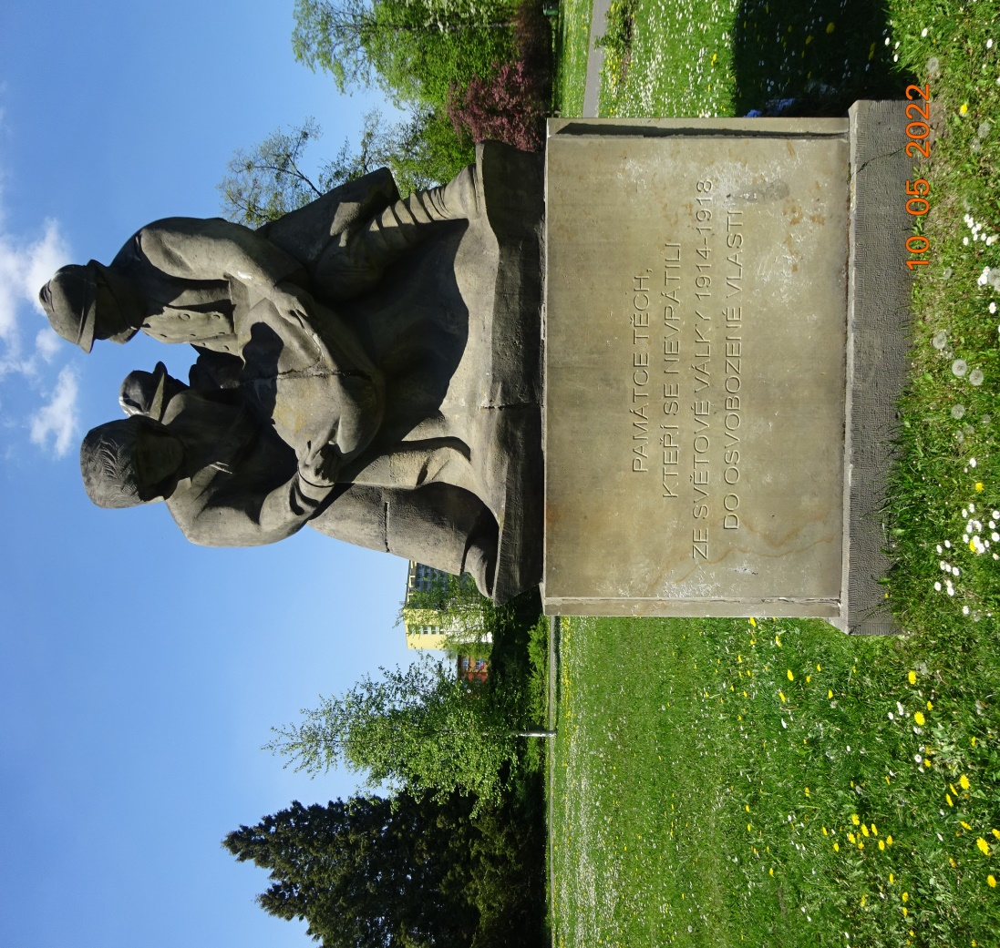 PAMÁTCE TĚCH,
KTEŘÍ SE NEVRÁTILI
ZE SVĚTOVÉ VÁLKY 1914-1918
DO OSVOBOZENÉ VLASTI
10 05 2022